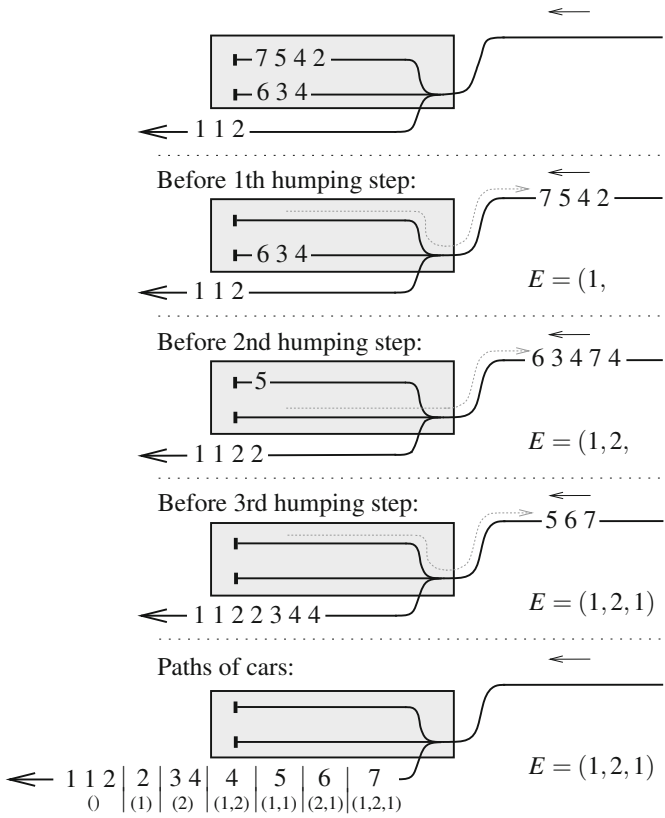 7 5 4 2
6 3 4
1 1 2
Before 1th humping step:
7 5 4 2
6 3 4
1 1 2
E = (1,
Before 2nd humping step:
6 3 4 7 4
5
1 1 2 2
E = (1, 2,
Before 3rd humping step:
5 6 7
1 1 2 2 3 4 4
E = (1, 2, 1)
Paths of cars:
E = (1, 2, 1)
1 1 2 2 3 4 4 5 6 7
() (1) (2) (1,2) (1,1) (2,1) (1,2,1)